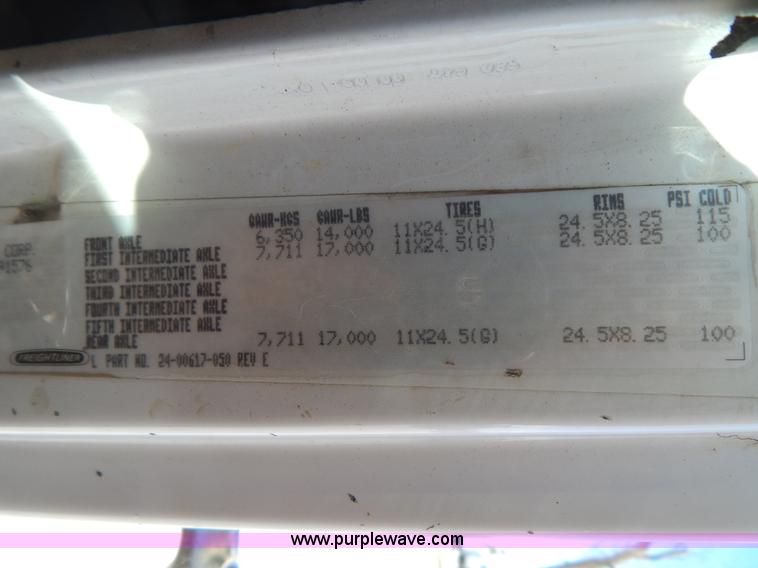 GAWR-KGS GAWR-LBS TIRES RIMS PSI COLD
FRONT AXLE 6,350 14,000 11X24.5(H) 24.5X8.25 115
FIRST INTERMEDIATE AXLE 7,711 17,000 11X24.5(G) 24.5X8.25 100
SECOND INTERMEDIATE AXLE
THIRD INTERMEDIATE AXLE
FOURTH INTERMEDIATE AXLE
FIFTH INTERMEDIATE AXLE
REAR AXLE 7,711 17,000 11X24.5(G) 24.5X8.25 100
CORP.
91576
FREIGHTLINER L PART NO. 24-00617-050 REV E
www.purplewave.com